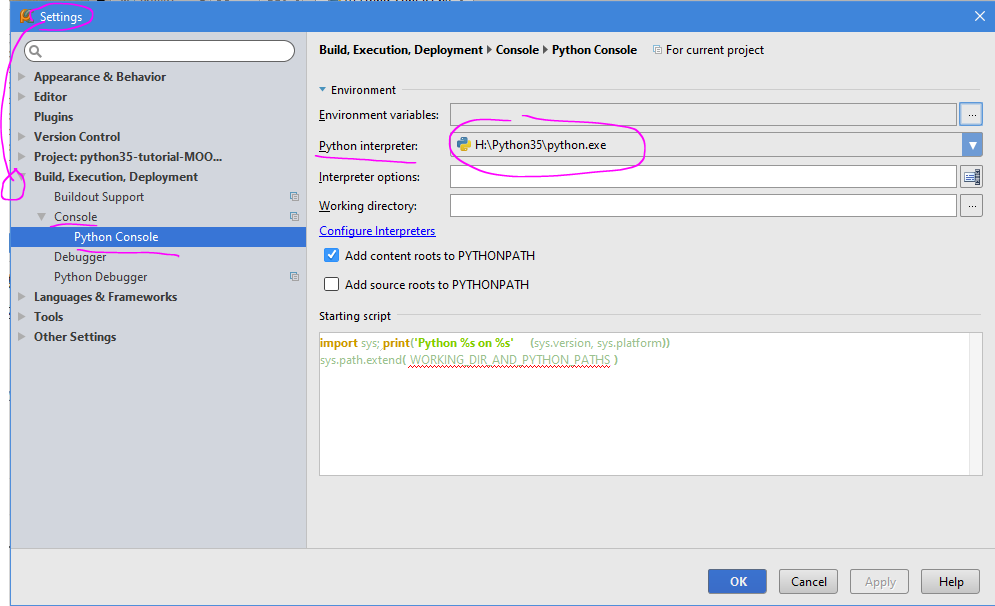 Settings
Appearance & Behavior
Editor
Plugins
Version Control
Project: python35-tutorial-MOO...
Build, Execution, Deployment
Buildout Support
Console
Python Console
Debugger
Python Debugger
Languages & Frameworks
Tools
Other Settings
Build, Execution, Deployment Console Python Console For current project
Environment
Environment variables:
...
Python interpreter:
H:\Python35\python.exe
Interpreter options:
Working directory:
...
Configure Interpreters
Add content roots to PYTHONPATH
Add source roots to PYTHONPATH
Starting script
import sys; print('Python %s on %s' (sys.version, sys.platform))
sys.path.extend( WORKING_DIR_AND_PYTHON_PATHS )
OK
Cancel
Apply
Help